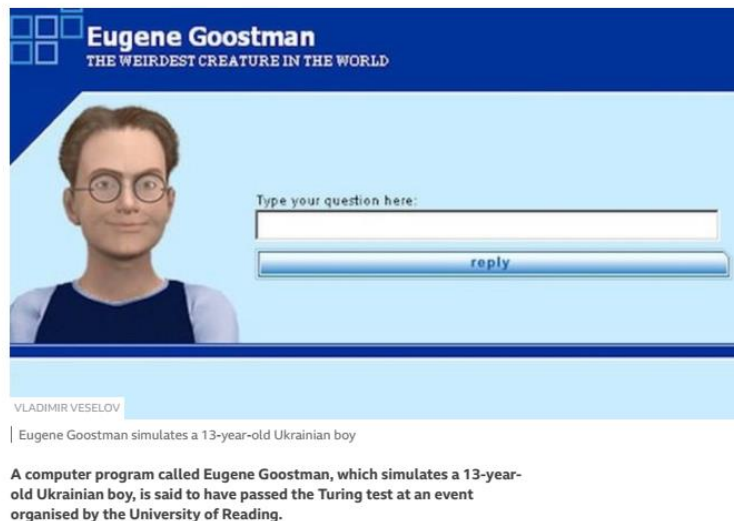 Eugene Goostman
THE WEIRDEST CREATURE IN THE WORLD
Type your question here:
reply
VLADIMIR VESELOV
Eugene Goostman simulates a 13-year-old Ukrainian boy
A computer program called Eugene Goostman, which simulates a 13-year-
old Ukrainian boy, is said to have passed the Turing test at an event
organised by the University of Reading.